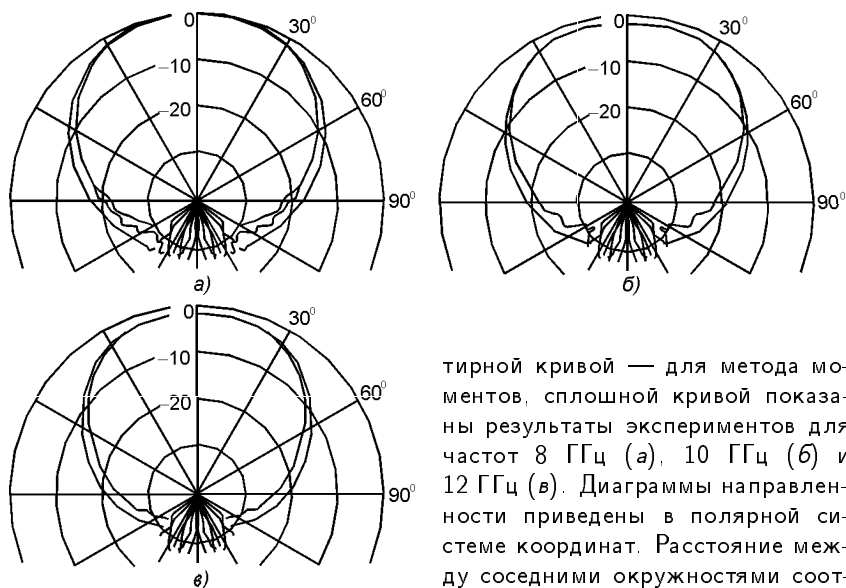 0
30⁰
–10
60⁰
–20
90⁰
а)
0
30⁰
–10
60⁰
–20
90⁰
б)
0
30⁰
–10
60⁰
–20
90⁰
в)
тирной кривой — для метода мо-
ментов, сплошной кривой показа-
ны результаты экспериментов для
частот 8 ГГц (а), 10 ГГц (б) и
12 ГГц (в). Диаграммы направлен-
ности приведены в полярной си-
стеме координат. Расстояние меж-
ду соседними окружностями соот-